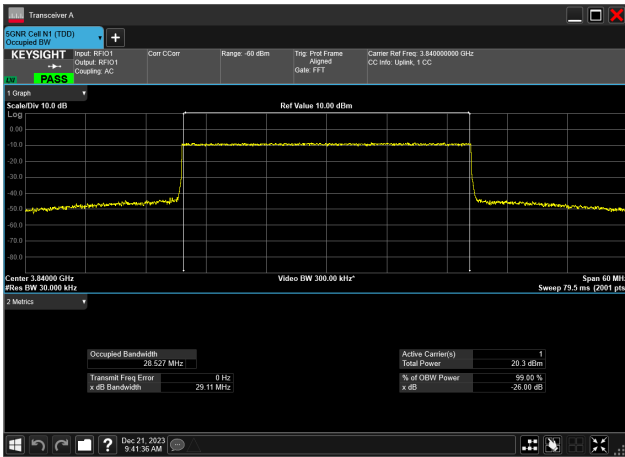 Transceiver A
5GNR Cell N1 (TDD)
Occupied BW
KEYSIGHT
PASS
Input: RFIO1
Output: RFIO1
Coupling: AC
Corr CCorr
Range: -60 dBm
Trig: Prot Frame
Aligned
Gate: FFT
Carrier Ref Freq: 3.840000000 GHz
CC Info: Uplink, 1 CC
1 Graph
Scale/Div 10.0 dB
Ref Value 10.00 dBm
Log
0.00
-10.0
-20.0
-30.0
-40.0
-50.0
-60.0
-70.0
-80.0
Center 3.84000 GHz
Video BW 300.00 kHz*
Span 60 MHz
#Res BW 30.000 kHz
Sweep 79.5 ms (2001 pts
2 Metrics
Occupied Bandwidth
28.527 MHz
Transmit Freq Error 0 Hz
x dB Bandwidth 29.11 MHz
Active Carrier(s) 1
Total Power 20.3 dBm
% of OBW Power 99.00 %
x dB -26.00 dB
Dec 21, 2023
9:41:36 AM